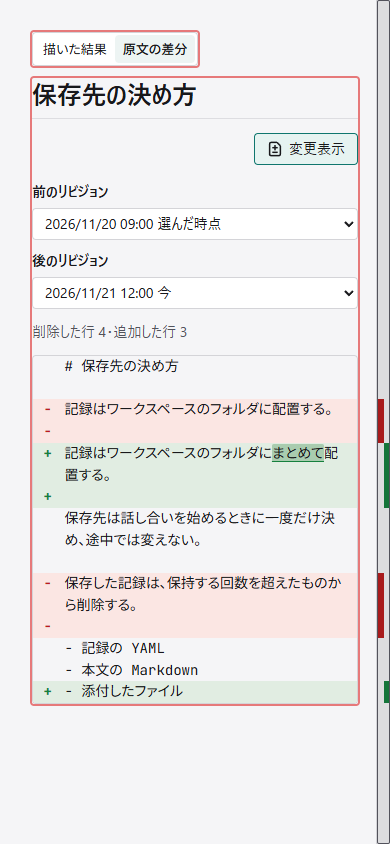 描いた結果 原文の差分
保存先の決め方
変更表示
前のリビジョン
2026/11/20 09:00 選んだ時点
後のリビジョン
2026/11/21 12:00 今
削除した行 4・追加した行 3
# 保存先の決め方
- 記録はワークスペースのフォルダに配置する。
-
+ 記録はワークスペースのフォルダにまとめて配
置する。
+
保存先は話し合いを始めるときに一度だけ決
め、途中では変えない。
- 保存した記録は、保持する回数を超えたものか
ら削除する。
-
- 記録の YAML
- 本文の Markdown
+ - 添付したファイル